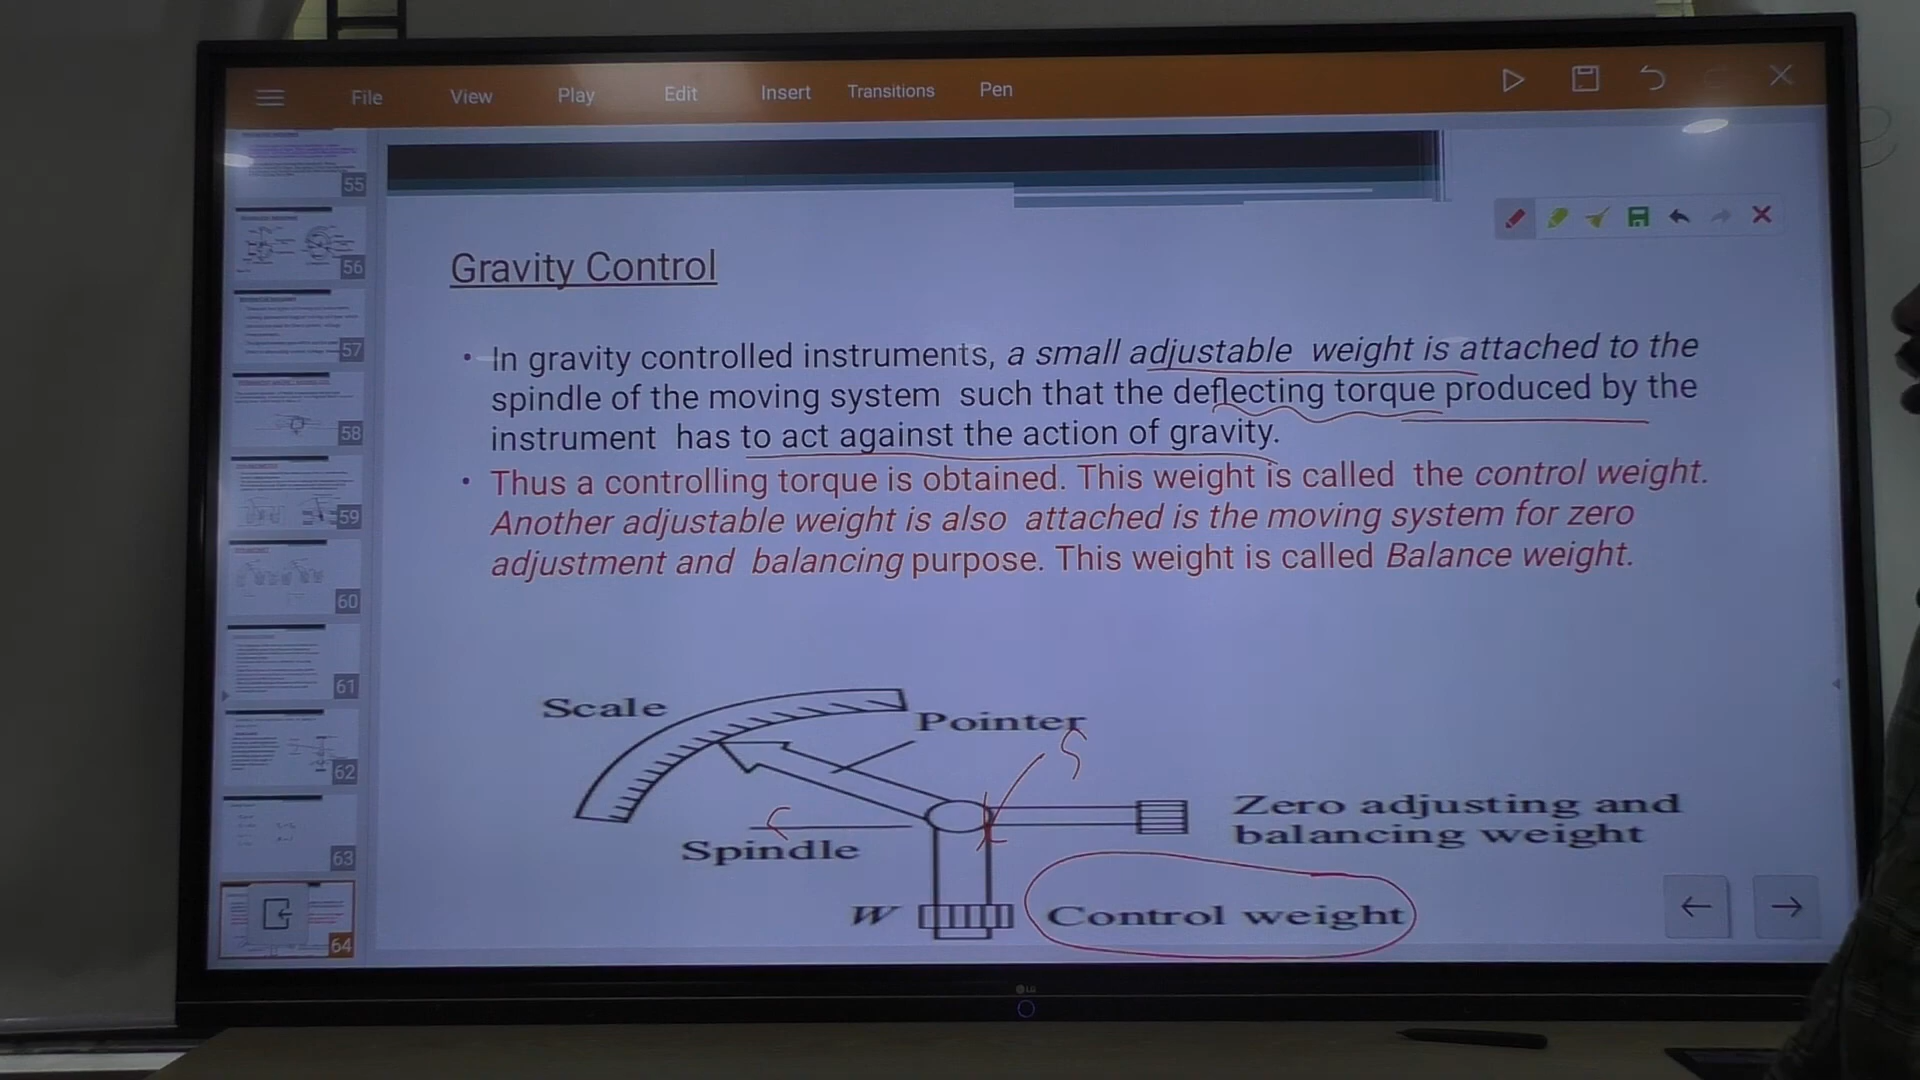 File View Play Edit Insert Transitions Pen
55
56
57
58
59
60
61
62
63
64
Gravity Control
• In gravity controlled instruments, a small adjustable weight is attached to the
spindle of the moving system such that the deflecting torque produced by the
instrument has to act against the action of gravity.
• Thus a controlling torque is obtained. This weight is called the control weight.
Another adjustable weight is also attached is the moving system for zero
adjustment and balancing purpose. This weight is called Balance weight.
Scale
Pointer
S
Zero adjusting and
balancing weight
Spindle
W
Control weight
LG